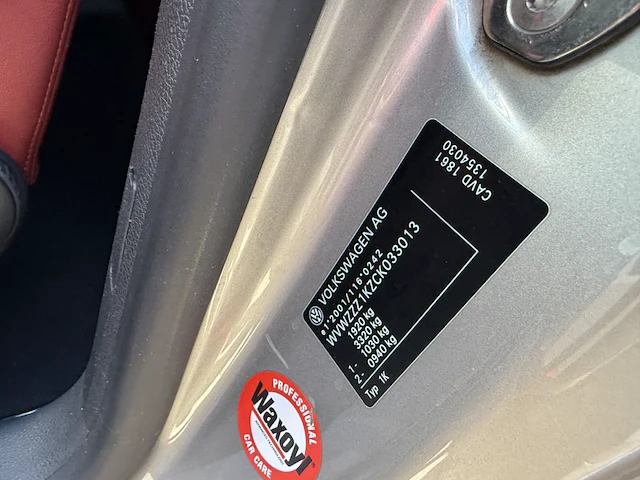 VOLKSWAGEN AG
e1*2001/116*0242
WVWZZZ1KZCK033013
1920 kg
3320 kg
1 - 1030 kg
2 - 0940 kg
Typ 1K
CAVD 1861
1354030
PROFESSIONAL
Waxoyl
CAR CARE